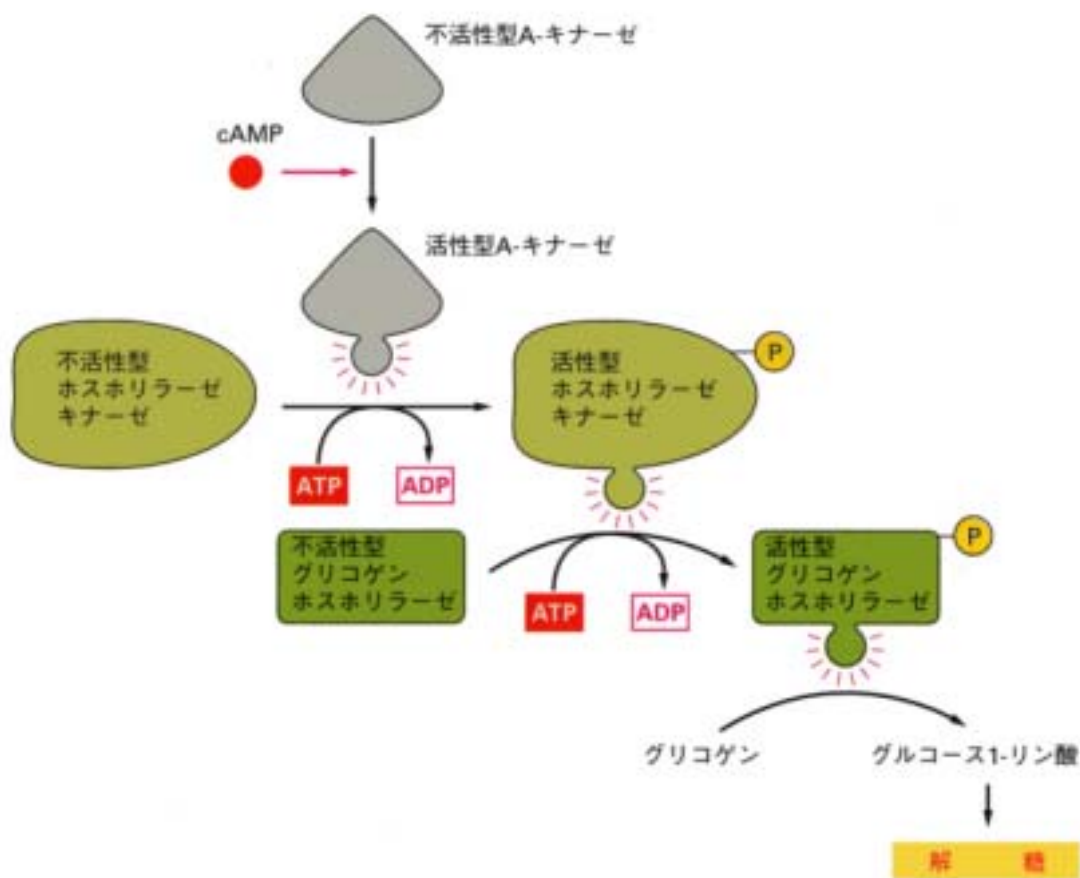 不活性型A-キナーゼ
cAMP
活性型A-キナーゼ
不活性型
ホスホリラーゼ
キナーゼ
活性型
ホスホリラーゼ
キナーゼ
P
ATP
ADP
不活性型
グリコゲン
ホスホリラーゼ
活性型
グリコゲン
ホスホリラーゼ
P
ATP
ADP
グリコゲン
グルコース1-リン酸
解 糖